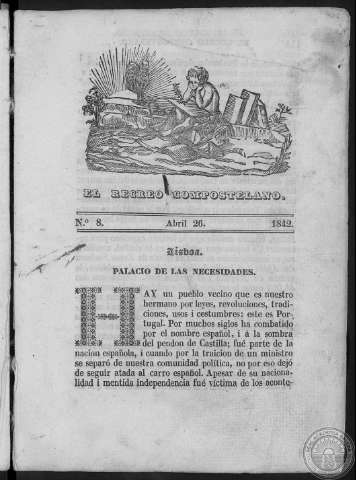 EL RECREO COMPOSTELANO.
N.º 8. Abril 26. 1842.
Lisboa.
PALACIO DE LAS NECESIDADES.
HAY un pueblo vecino que es nuestro
hermano por leyes, revoluciones, tradi-
ciones, usos i costumbres: este es Por-
tugal. Por muchos siglos ha combatido
por el nombre español, i á la sombra
del pendon de Castilla; fué parte de la
nacion española, i cuando por la traicion de un ministro
se separó de nuestra comunidad política, no por eso dejó
de seguir atada al carro español. Apesar de su naciona-
lidad i mentida independencia fué víctima de los aconte-